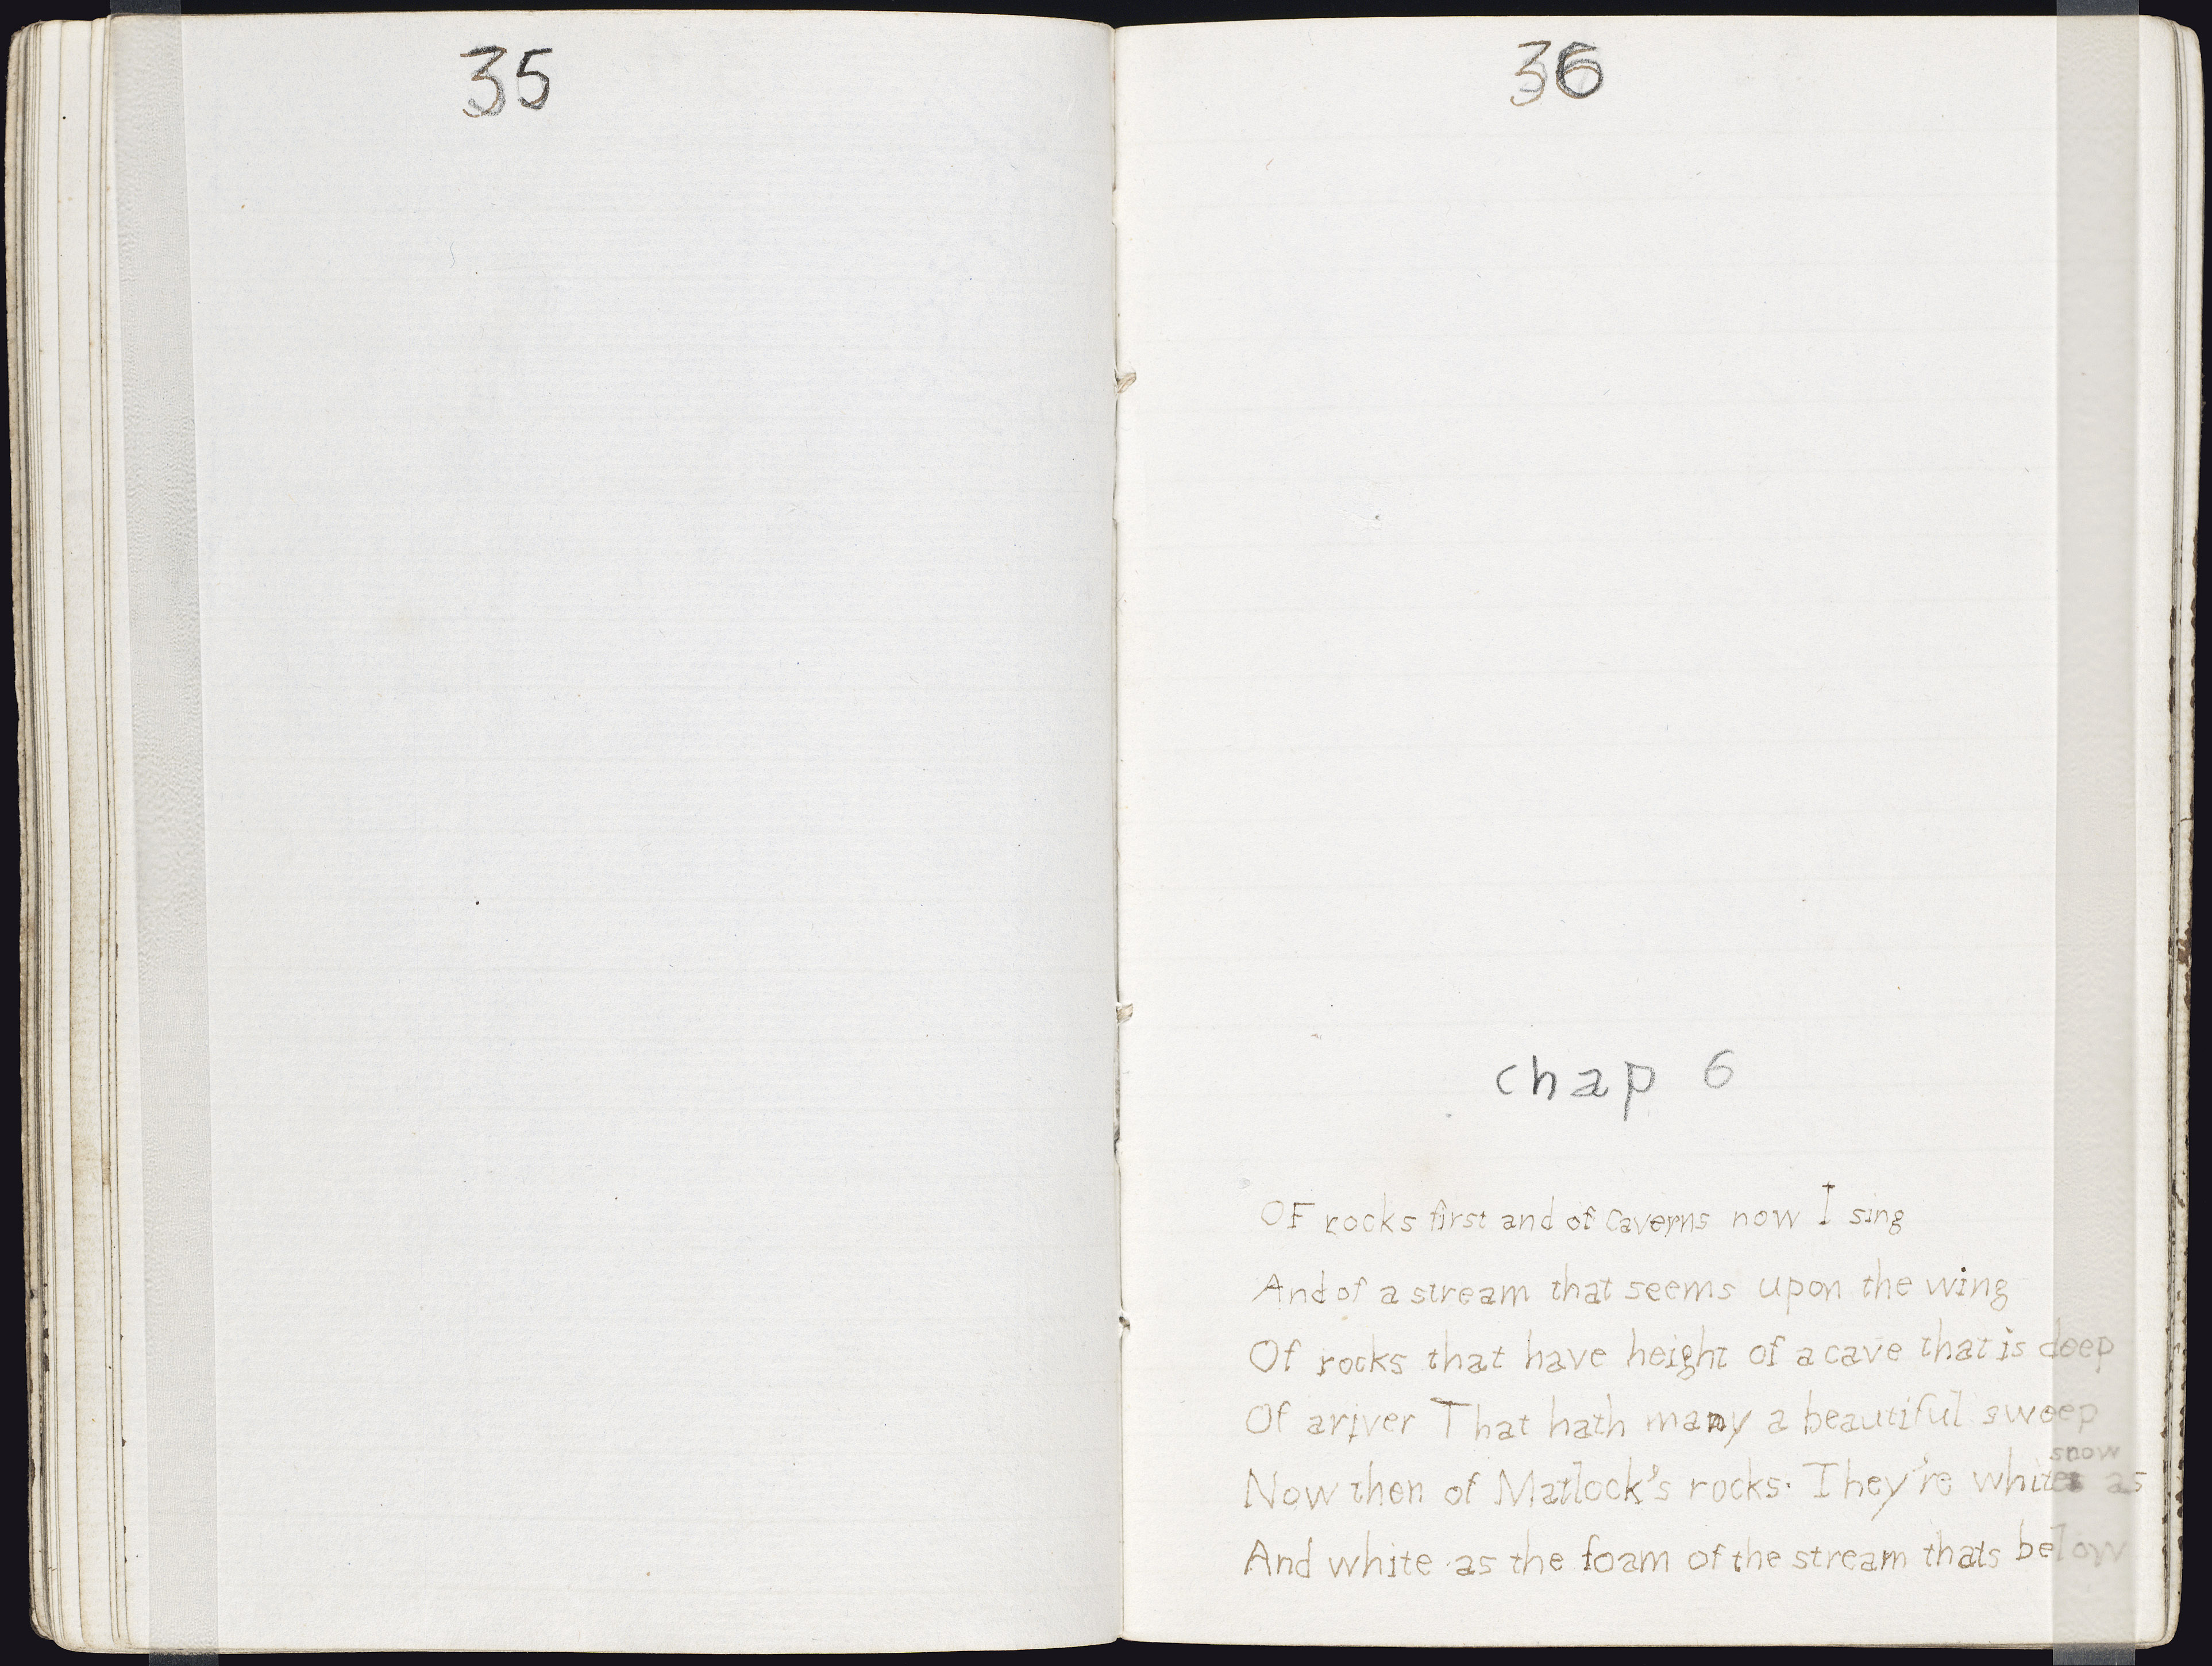 35
36
chap 6
OF rocks first and of caverns now I sing
And of a stream that seems upon the wing
Of rocks that have height of a cave that is deep
Of a river That hath many a beautiful sweep
snow
Now then of Matlock's rocks. They're white as
And white as the foam of the stream thats below